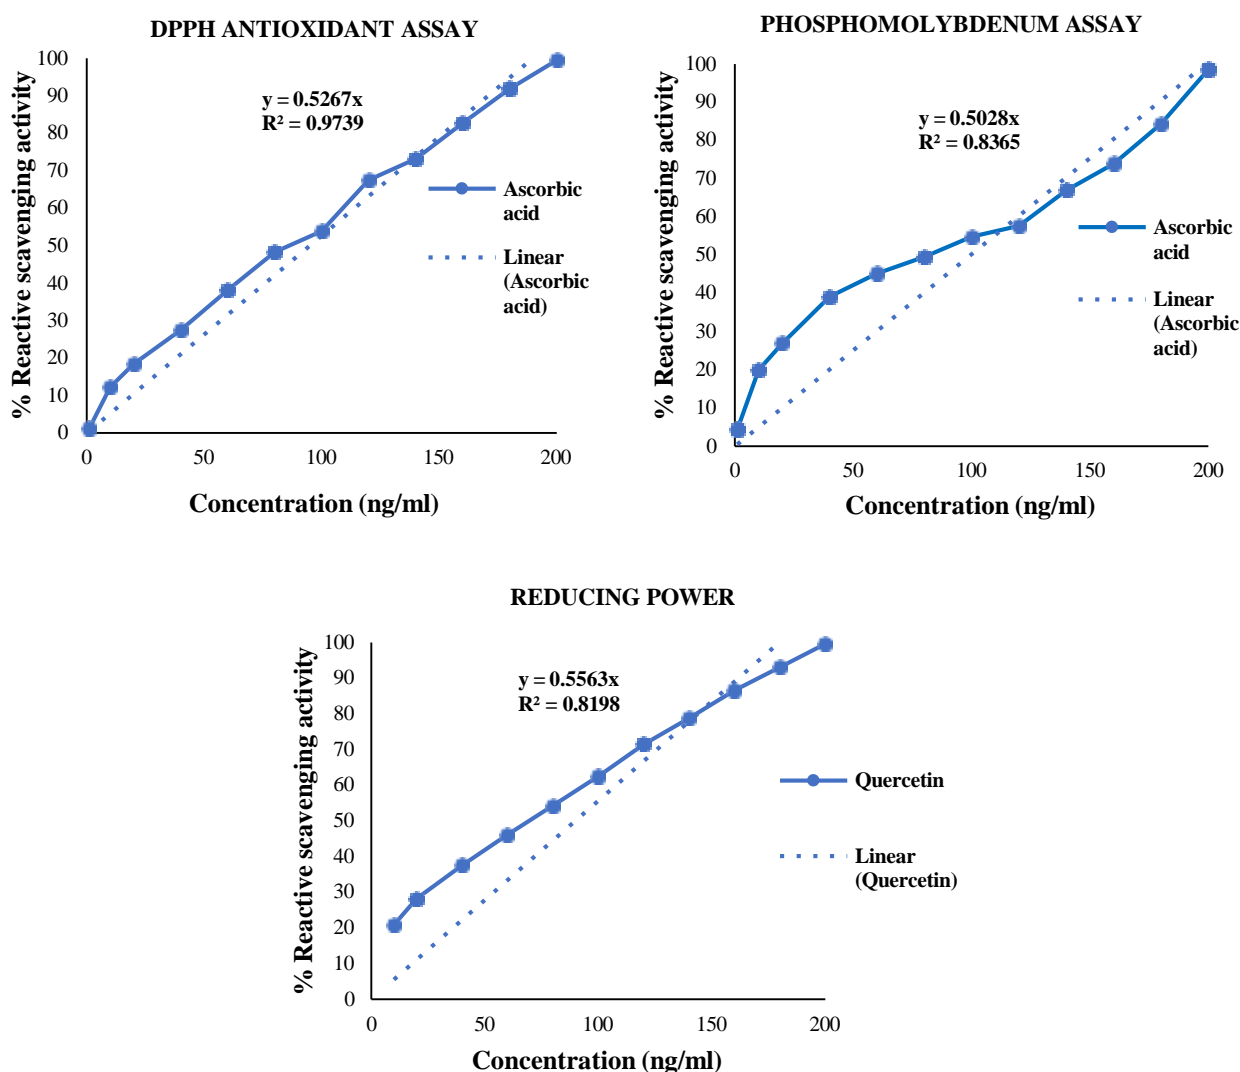 DPPH ANTIOXIDANT ASSAY
% Reactive scavenging activity
100
90
80
70
60
50
40
30
20
10
0
y = 0.5267x
R² = 0.9739
Ascorbic
acid
Linear
(Ascorbic
acid)
0 50 100 150 200
Concentration (ng/ml)
PHOSPHOMOLYBDENUM ASSAY
% Reactive scavenging activity
100
90
80
70
60
50
40
30
20
10
0
y = 0.5028x
R² = 0.8365
Ascorbic
acid
Linear
(Ascorbic
acid)
0 50 100 150 200
Concentration (ng/ml)
REDUCING POWER
% Reactive scavenging activity
100
90
80
70
60
50
40
30
20
10
0
y = 0.5563x
R² = 0.8198
Quercetin
Linear
(Quercetin)
0 50 100 150 200
Concentration (ng/ml)